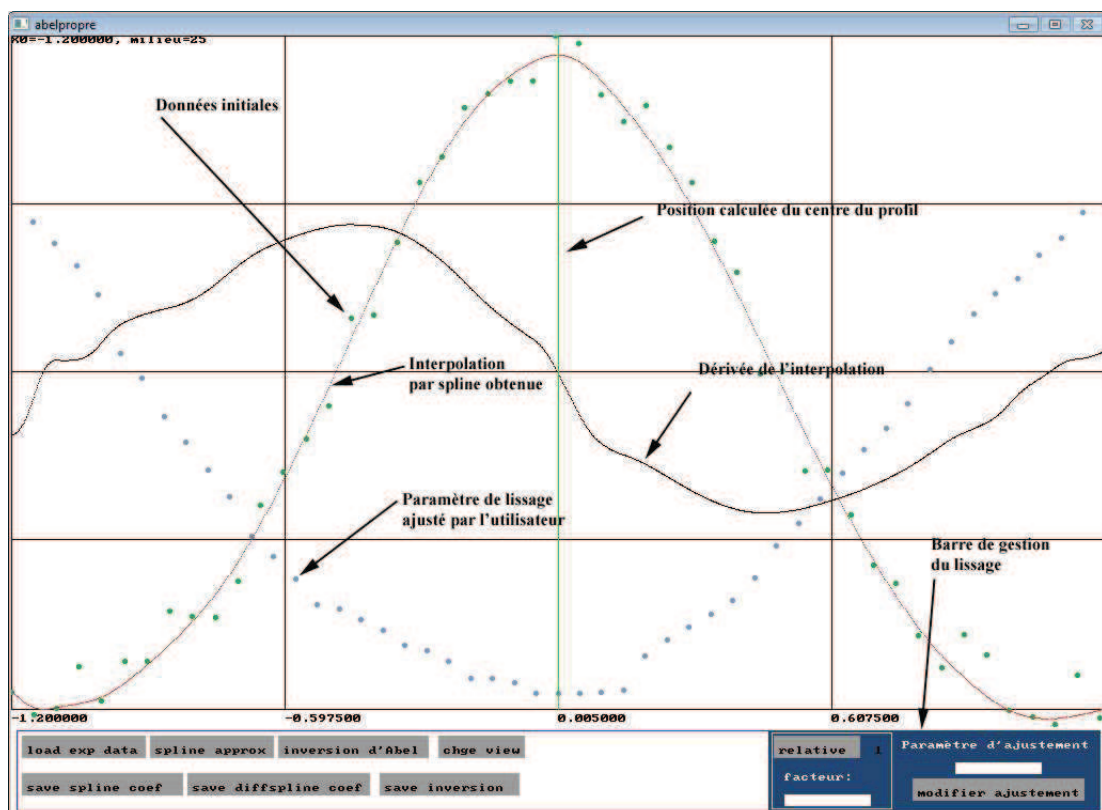 abelpropre
X0=-1.200000, milieu=25
Données initiales
Position calculée du centre du profil
Interpolation
par spline obtenue
Dérivée de l'interpolation
Paramètre de lissage
ajusté par l'utilisateur
Barre de gestion
du lissage
-1.200000
-0.597500
0.005000
0.607500
load exp data
spline approx
inversion d'Abel
chge view
relative
1
Paramètre d'ajustement
save spline coef
save diffspline coef
save inversion
facteur:
modifier ajustement